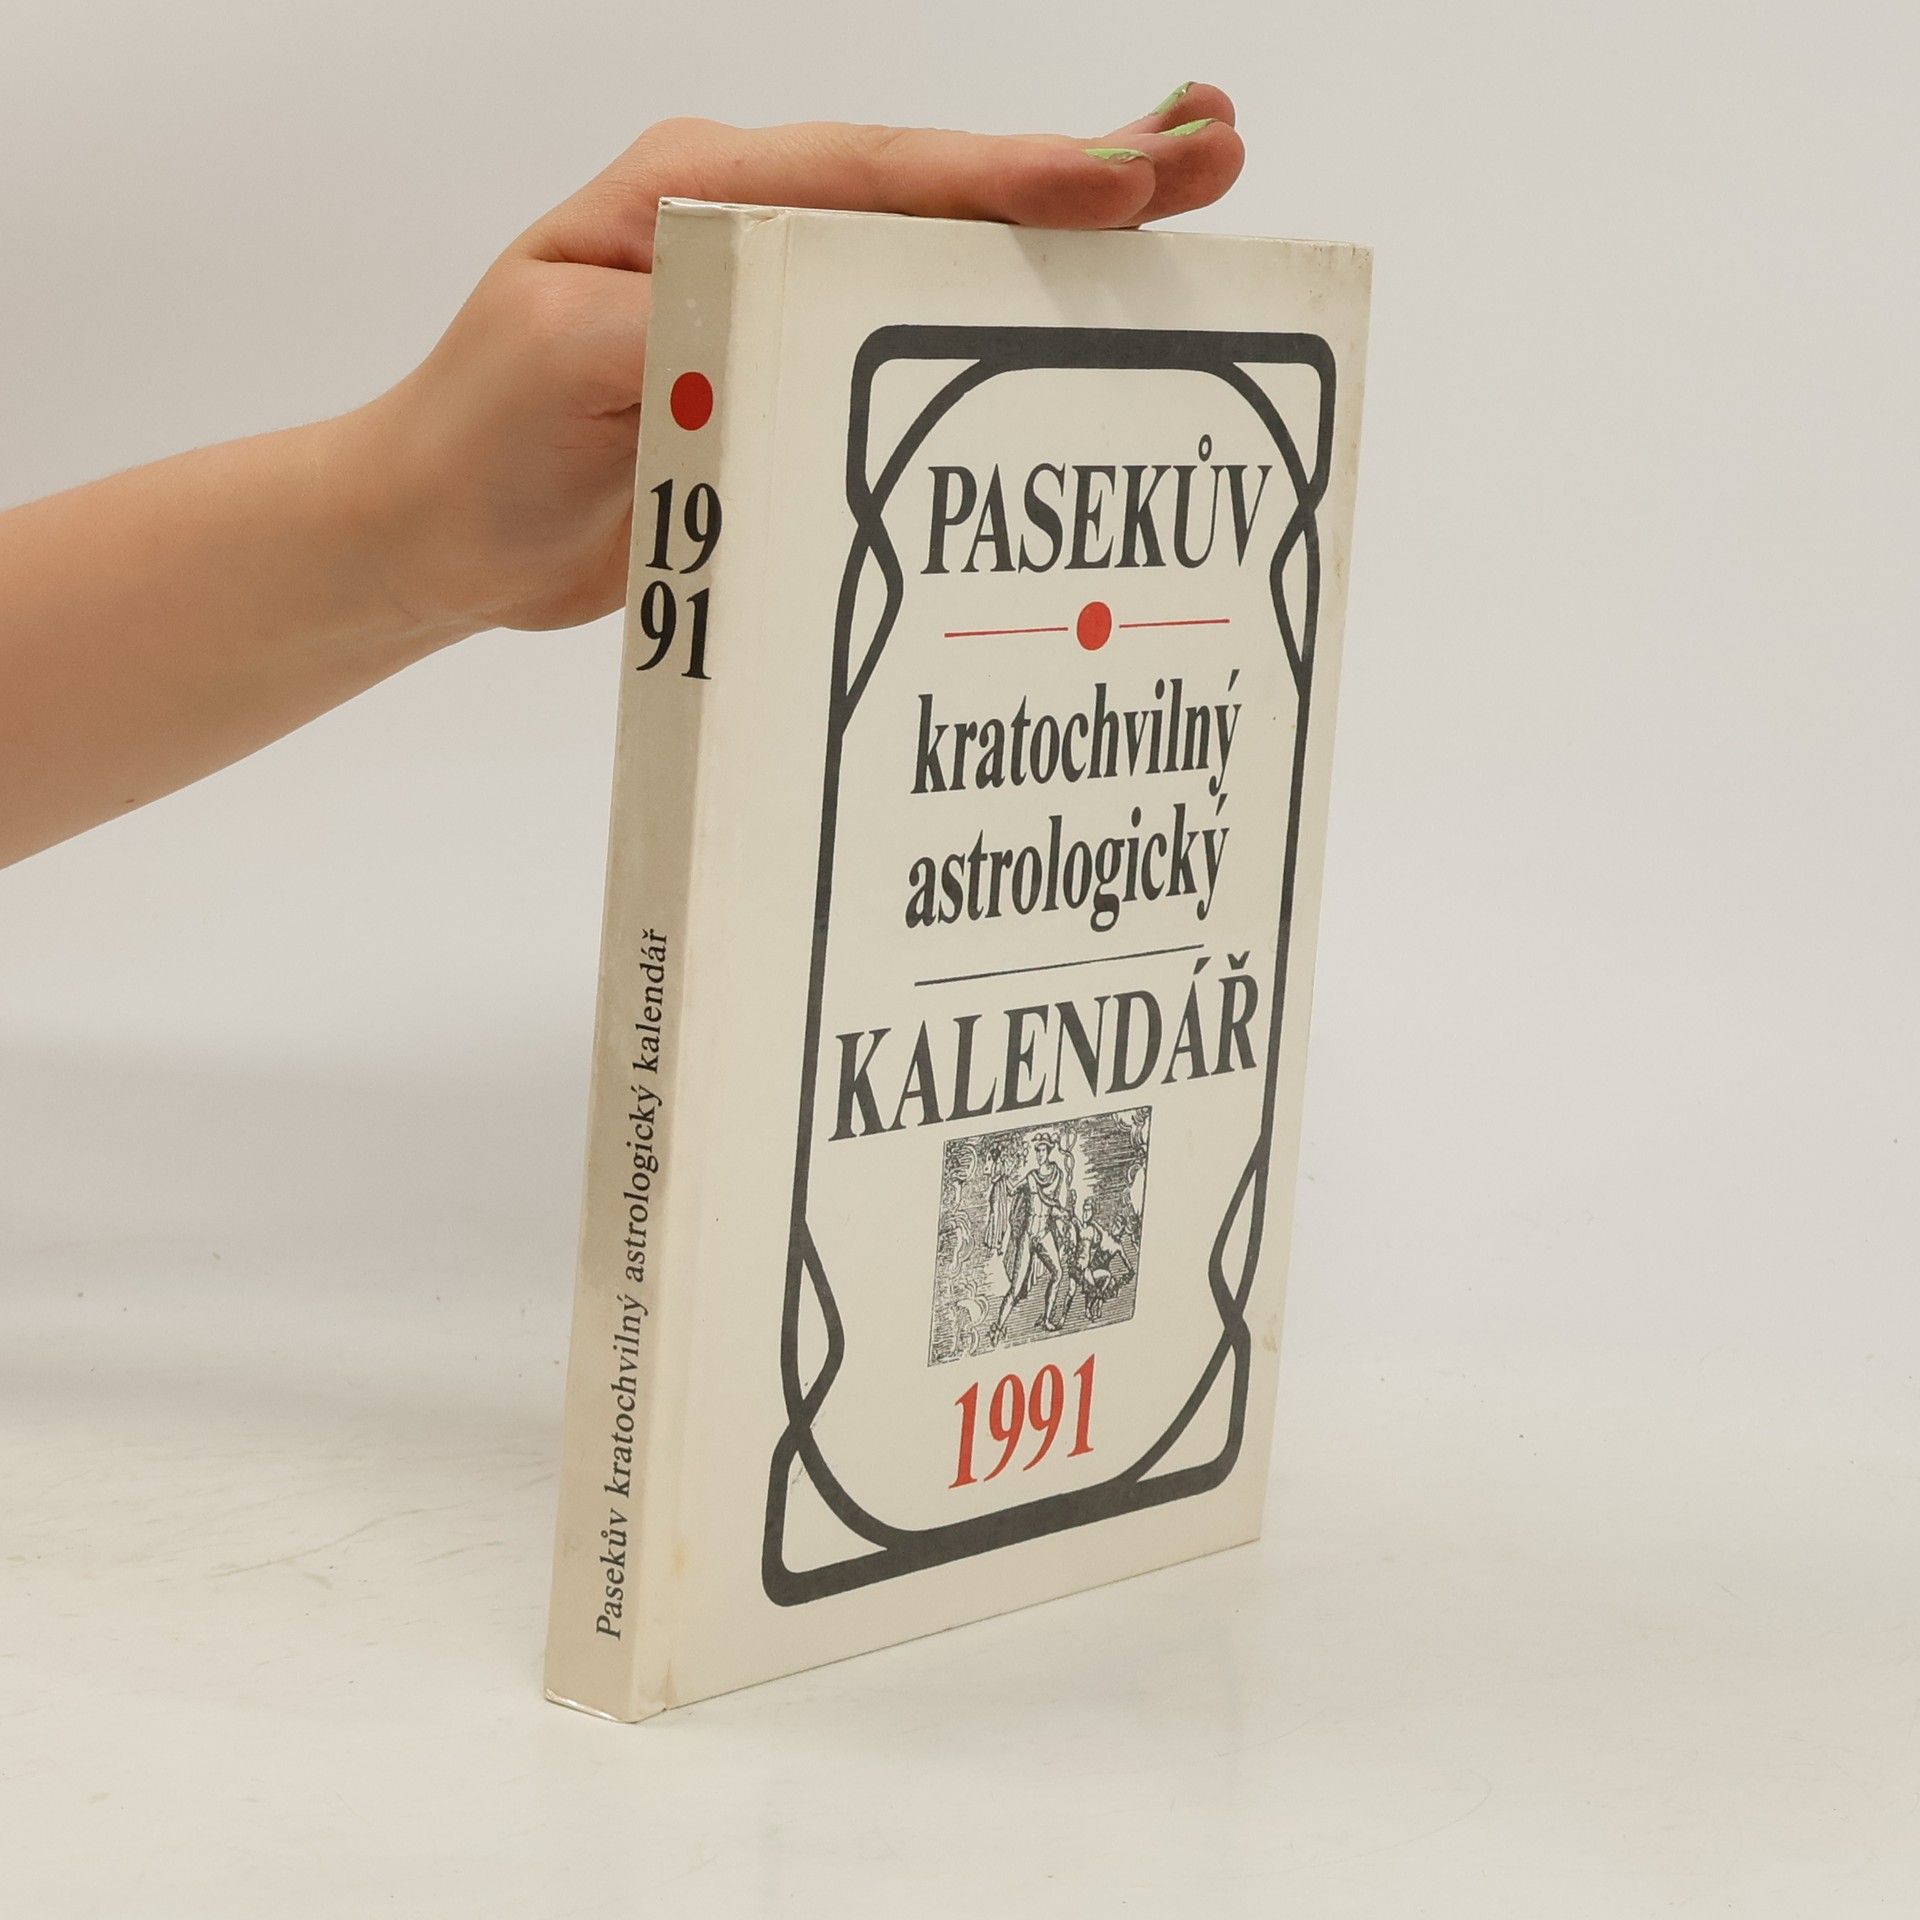 19
91
Pasekův kratochvilný astrologický kalendář
PASEKŮV
kratochvilný
astrologický
KALENDÁŘ
1991